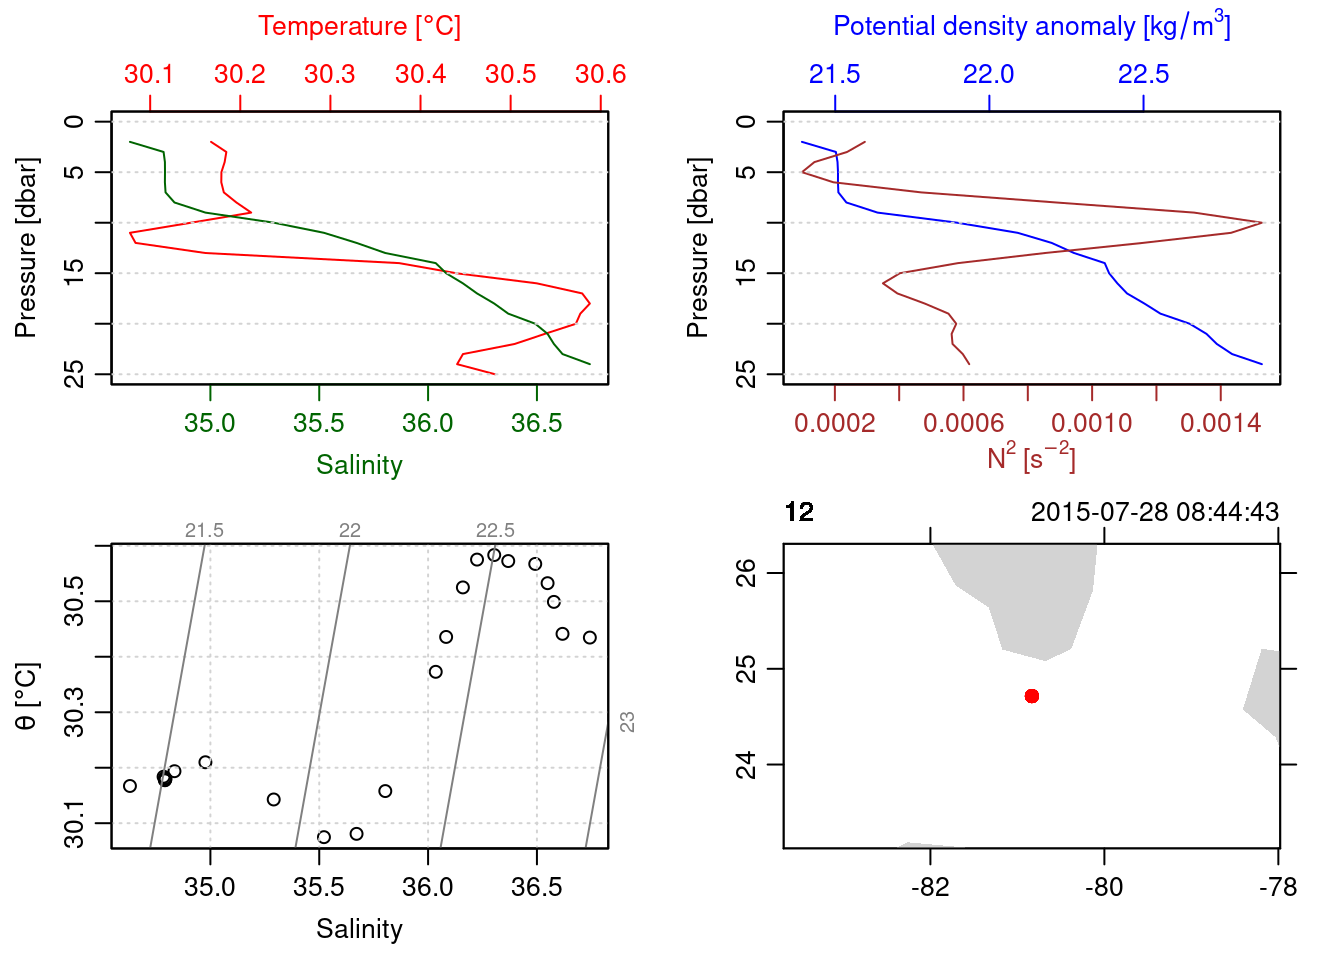 Temperature [°C]
30.1 30.2 30.3 30.4 30.5 30.6
Pressure [dbar]
0
5
15
25
35.0 35.5 36.0 36.5
Salinity
Potential density anomaly [kg/m³]
21.5 22.0 22.5
Pressure [dbar]
0
5
15
25
0.0002 0.0006 0.0010 0.0014
N² [s⁻²]
21.5 22 22.5
23
θ [°C]
30.5
30.3
30.1
35.0 35.5 36.0 36.5
Salinity
12 2015-07-28 08:44:43
26
25
24
-82 -80 -78